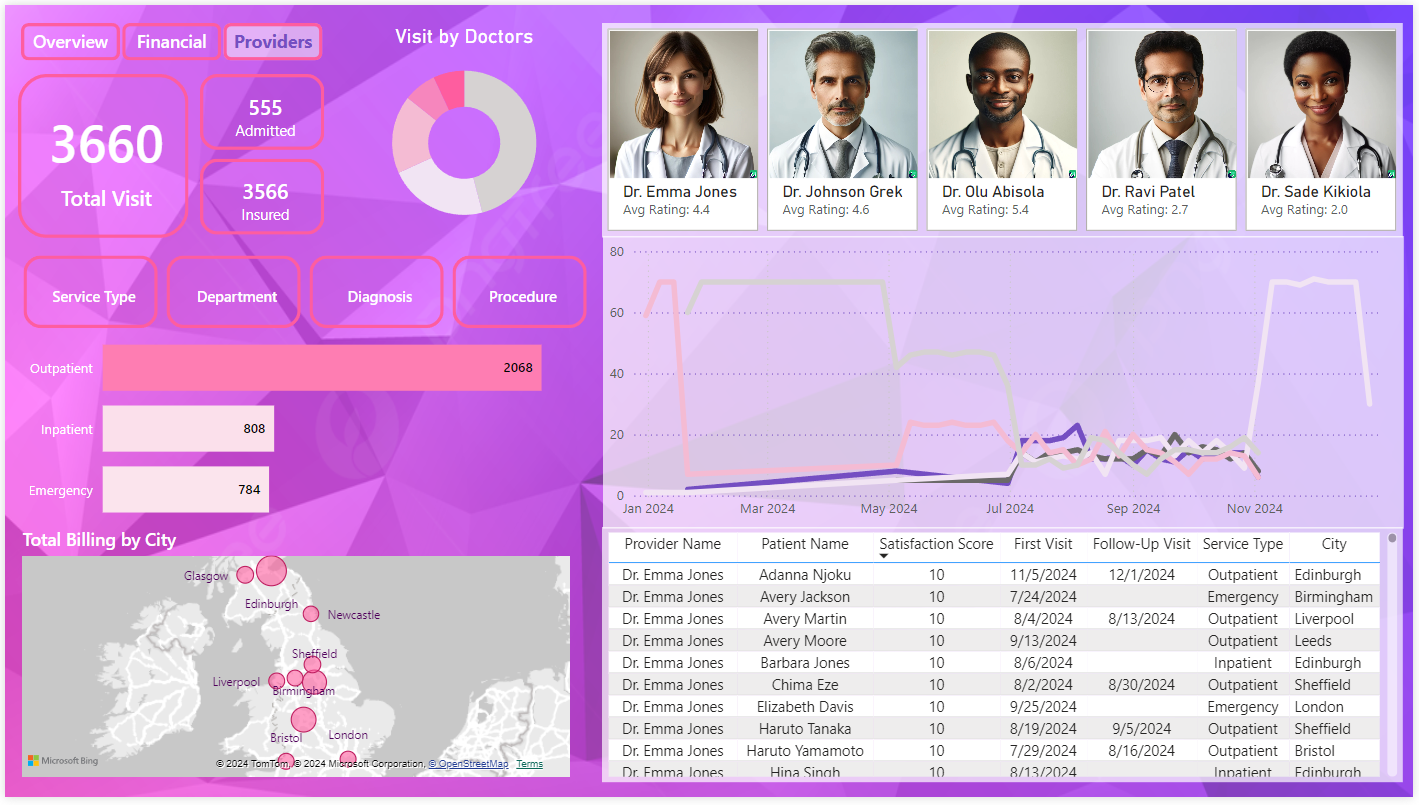 Overview
Financial
Providers
3660
Total Visit
555
Admitted
3566
Insured
Visit by Doctors
Dr. Emma Jones
Avg Rating: 4.4
Dr. Johnson Grek
Avg Rating: 4.6
Dr. Olu Abisola
Avg Rating: 5.4
Dr. Ravi Patel
Avg Rating: 2.7
Dr. Sade Kikiola
Avg Rating: 2.0
Service Type
Department
Diagnosis
Procedure
Outpatient 2068
Inpatient 808
Emergency 784
80
60
40
20
0
Jan 2024 Mar 2024 May 2024 Jul 2024 Sep 2024 Nov 2024
Total Billing by City
Glasgow
Edinburgh
Newcastle
Sheffield
Liverpool
Birmingham
Bristol
London
Microsoft Bing
© 2024 TomTom, © 2024 Microsoft Corporation, © OpenStreetMap Terms
Provider Name Patient Name Satisfaction Score First Visit Follow-Up Visit Service Type City
Dr. Emma Jones Adanna Njoku 10 11/5/2024 12/1/2024 Outpatient Edinburgh
Dr. Emma Jones Avery Jackson 10 7/24/2024 Emergency Birmingham
Dr. Emma Jones Avery Martin 10 8/4/2024 8/13/2024 Outpatient Liverpool
Dr. Emma Jones Avery Moore 10 9/13/2024 Outpatient Leeds
Dr. Emma Jones Barbara Jones 10 8/6/2024 Inpatient Edinburgh
Dr. Emma Jones Chima Eze 10 8/2/2024 8/30/2024 Outpatient Sheffield
Dr. Emma Jones Elizabeth Davis 10 9/25/2024 Emergency London
Dr. Emma Jones Haruto Tanaka 10 8/19/2024 9/5/2024 Outpatient Sheffield
Dr. Emma Jones Haruto Yamamoto 10 7/29/2024 8/16/2024 Outpatient Bristol
Dr. Emma Jones Hina Singh 10 8/13/2024 Inpatient Edinburgh